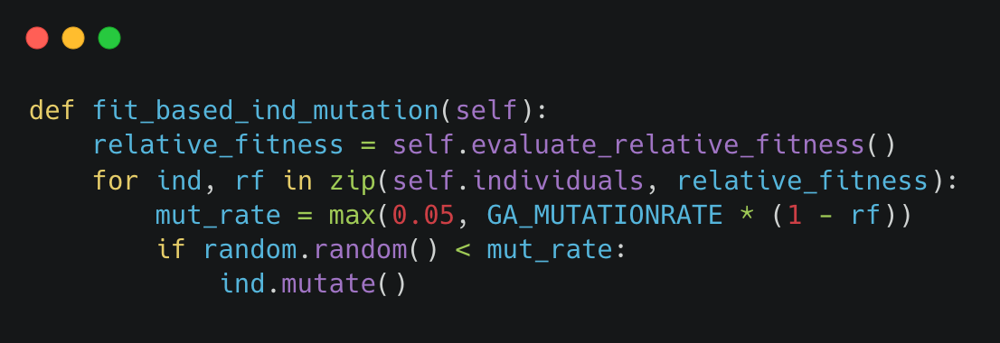 def fit_based_ind_mutation(self):
    relative_fitness = self.evaluate_relative_fitness()
    for ind, rf in zip(self.individuals, relative_fitness):
        mut_rate = max(0.05, GA_MUTATIONRATE * (1 - rf))
        if random.random() < mut_rate:
            ind.mutate()